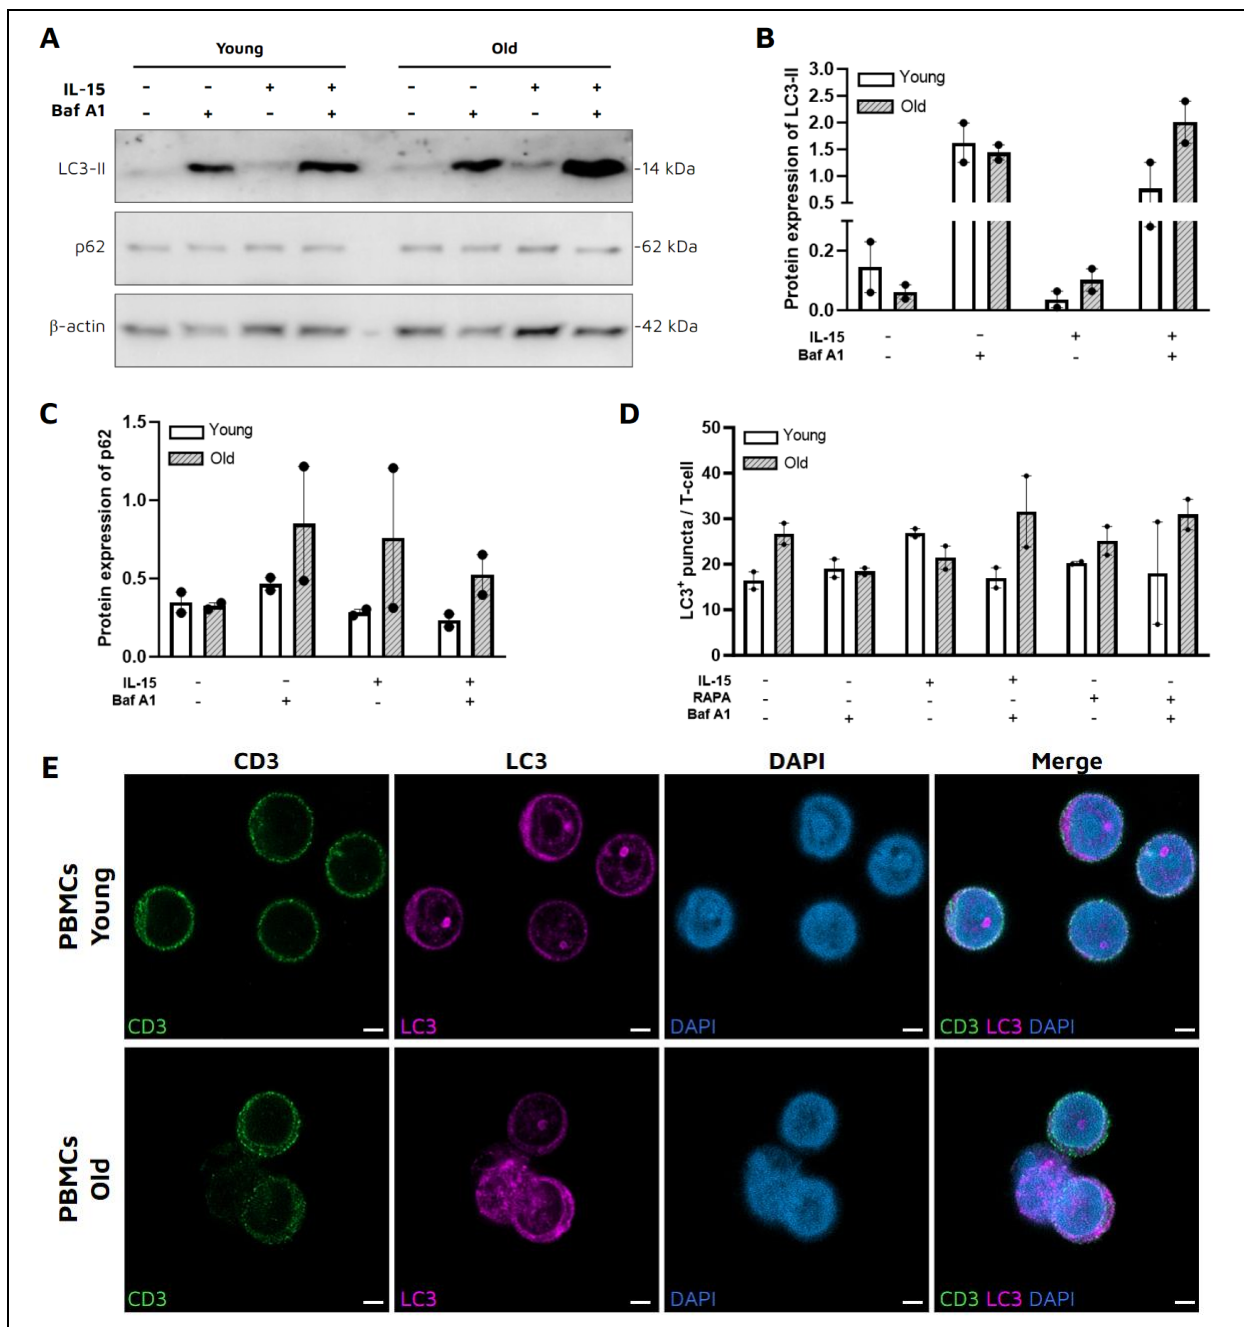 A
Young Old
IL-15 - - + + - - + +
Baf A1 - + - + - + - +
LC3-II -14 kDa
p62 -62 kDa
β-actin -42 kDa
B
Protein expression of LC3-II
3.0
2.5
2.0
1.5
1.0
0.5
0.2
0.0
Young
Old
IL-15 - - + +
Baf A1 - + - +
C
Protein expression of p62
1.5
1.0
0.5
0.0
Young
Old
IL-15 - - + +
Baf A1 - + - +
D
LC3+ puncta / T-cell
50
40
30
20
10
0
Young
Old
IL-15 - - + + - -
RAPA - - - - + +
Baf A1 - + - + - +
E
CD3 LC3 DAPI Merge
PBMCs
Young
CD3 LC3 DAPI CD3 LC3 DAPI
PBMCs
Old
CD3 LC3 DAPI CD3 LC3 DAPI